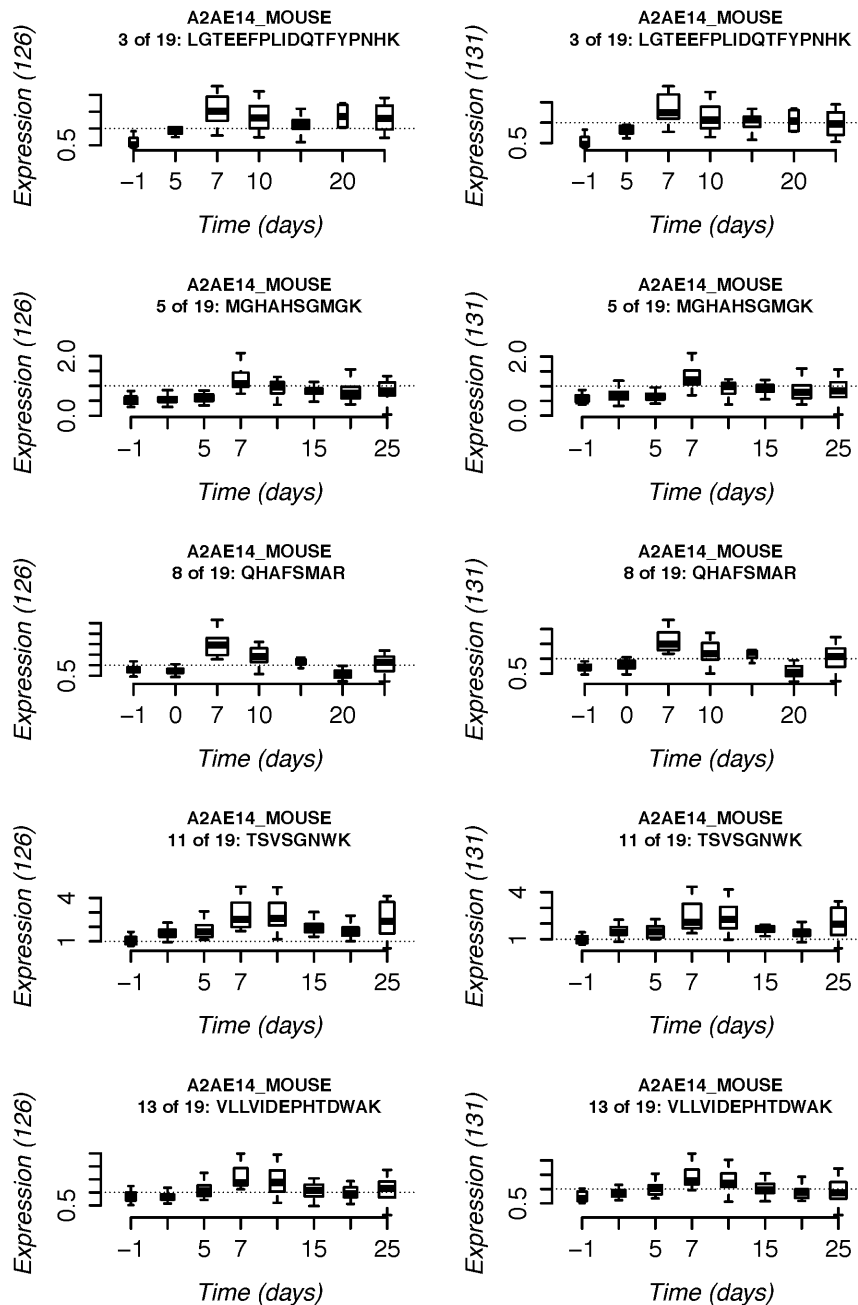 A2AE14_MOUSE
3 of 19: LGTEEFPLIDQTFYPNHK
Expression (126)
0.5
−1 5 7 10 20
Time (days)
A2AE14_MOUSE
3 of 19: LGTEEFPLIDQTFYPNHK
Expression (131)
0.5
−1 5 7 10 20
Time (days)
A2AE14_MOUSE
5 of 19: MGHAHSGMGK
Expression (126)
0.0 2.0
−1 5 7 15 25
Time (days)
A2AE14_MOUSE
5 of 19: MGHAHSGMGK
Expression (131)
0.0 2.0
−1 5 7 15 25
Time (days)
A2AE14_MOUSE
8 of 19: QHAFSMAR
Expression (126)
0.5
−1 0 7 10 20
Time (days)
A2AE14_MOUSE
8 of 19: QHAFSMAR
Expression (131)
0.5
−1 0 7 10 20
Time (days)
A2AE14_MOUSE
11 of 19: TSVSGNWK
Expression (126)
1 4
−1 5 7 15 25
Time (days)
A2AE14_MOUSE
11 of 19: TSVSGNWK
Expression (131)
1 4
−1 5 7 15 25
Time (days)
A2AE14_MOUSE
13 of 19: VLLVIDEPHTDWAK
Expression (126)
0.5
−1 5 7 15 25
Time (days)
A2AE14_MOUSE
13 of 19: VLLVIDEPHTDWAK
Expression (131)
0.5
−1 5 7 15 25
Time (days)